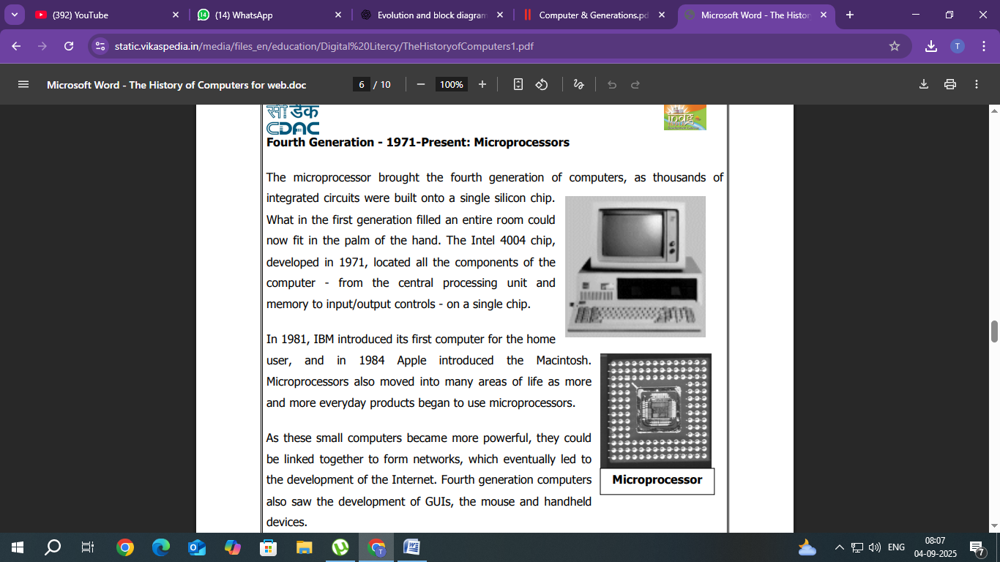 (392) YouTube
(14) WhatsApp
Evolution and block diagram
Computer & Generations.pd
Microsoft Word - The Histor
static.vikaspedia.in/media/files_en/education/Digital%20Litercy/TheHistoryofComputers1.pdf
T
Microsoft Word - The History of Computers for web.doc
6 / 10
100%
सी डैक
CDAC
indg
Fourth Generation - 1971-Present: Microprocessors
The microprocessor brought the fourth generation of computers, as thousands of
integrated circuits were built onto a single silicon chip.
What in the first generation filled an entire room could
now fit in the palm of the hand. The Intel 4004 chip,
developed in 1971, located all the components of the
computer - from the central processing unit and
memory to input/output controls - on a single chip.
In 1981, IBM introduced its first computer for the home
user, and in 1984 Apple introduced the Macintosh.
Microprocessors also moved into many areas of life as more
and more everyday products began to use microprocessors.
As these small computers became more powerful, they could
be linked together to form networks, which eventually led to
the development of the Internet. Fourth generation computers
also saw the development of GUIs, the mouse and handheld
devices.
Microprocessor
ENG
08:07
04-09-2025
7